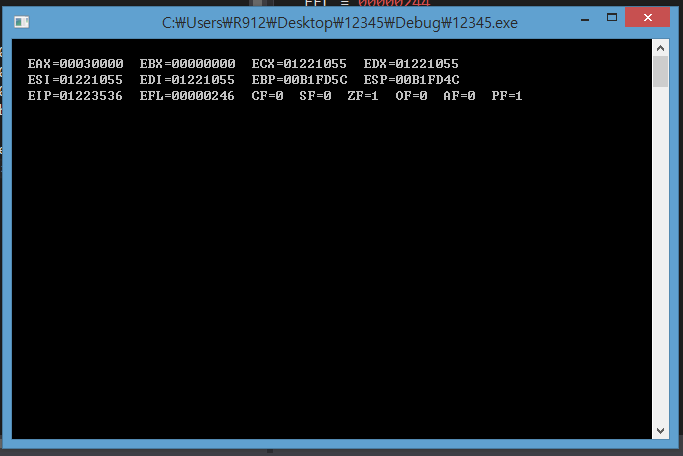 EFL = 00000244
C:\Users\R912\Desktop\12345\Debug\12345.exe
EAX=00030000 EBX=00000000 ECX=01221055 EDX=01221055
ESI=01221055 EDI=01221055 EBP=00B1FD5C ESP=00B1FD4C
EIP=01223536 EFL=00000246 CF=0 SF=0 ZF=1 OF=0 AF=0 PF=1